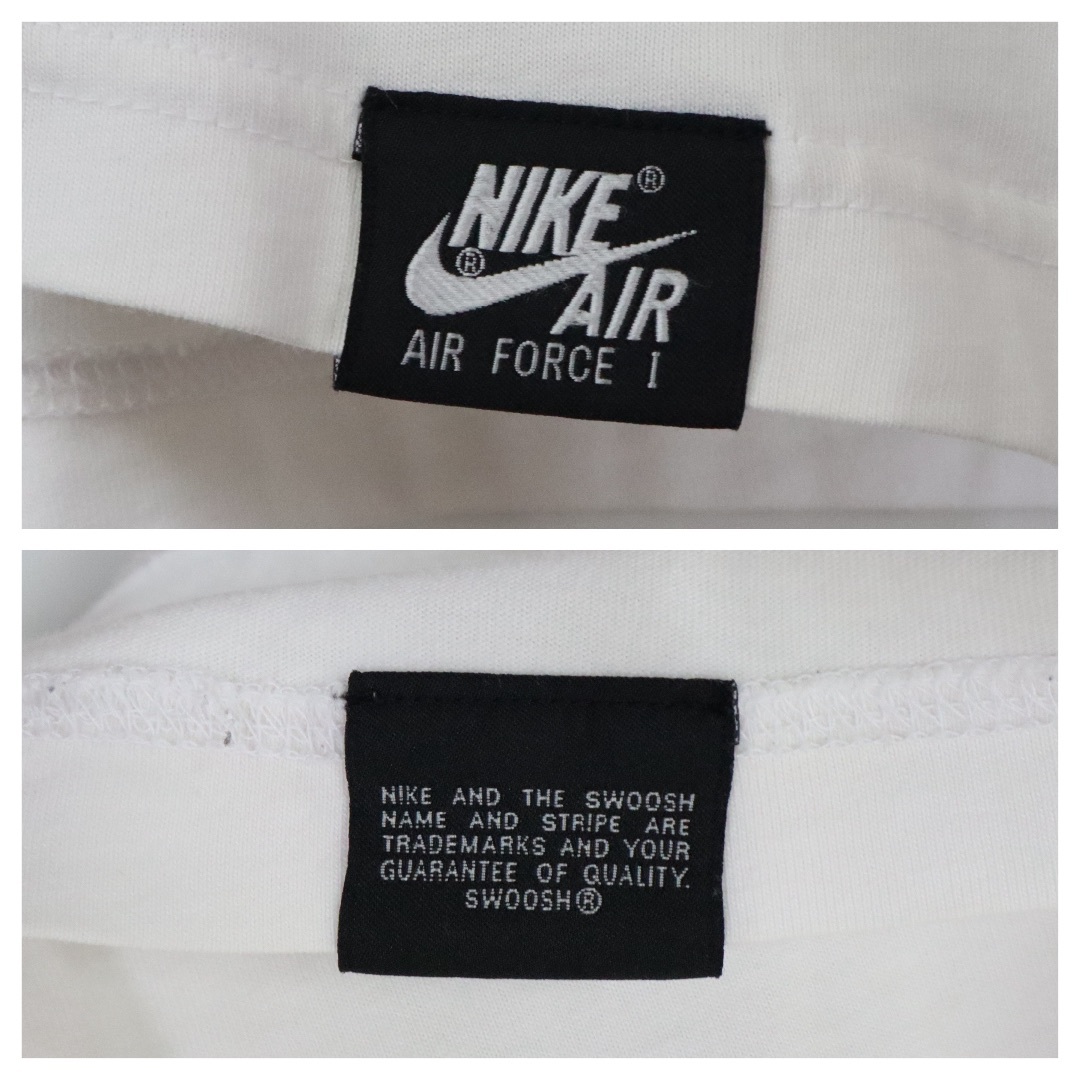 NIKE®
®
AIR
AIR FORCE I
NIKE AND THE SWOOSH
NAME AND STRIPE ARE
TRADEMARKS AND YOUR
GUARANTEE OF QUALITY.
SWOOSH®